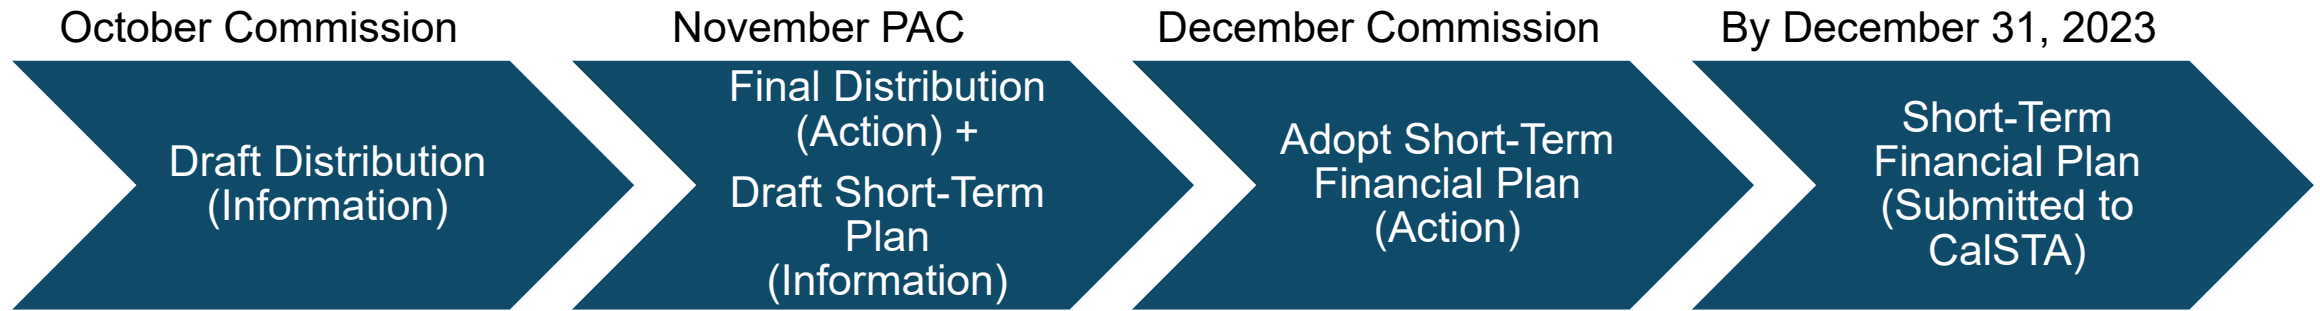 October Commission
Draft Distribution
(Information)
November PAC
Final Distribution
(Action) +
Draft Short-Term
Plan
(Information)
December Commission
Adopt Short-Term
Financial Plan
(Action)
By December 31, 2023
Short-Term
Financial Plan
(Submitted to
CalSTA)